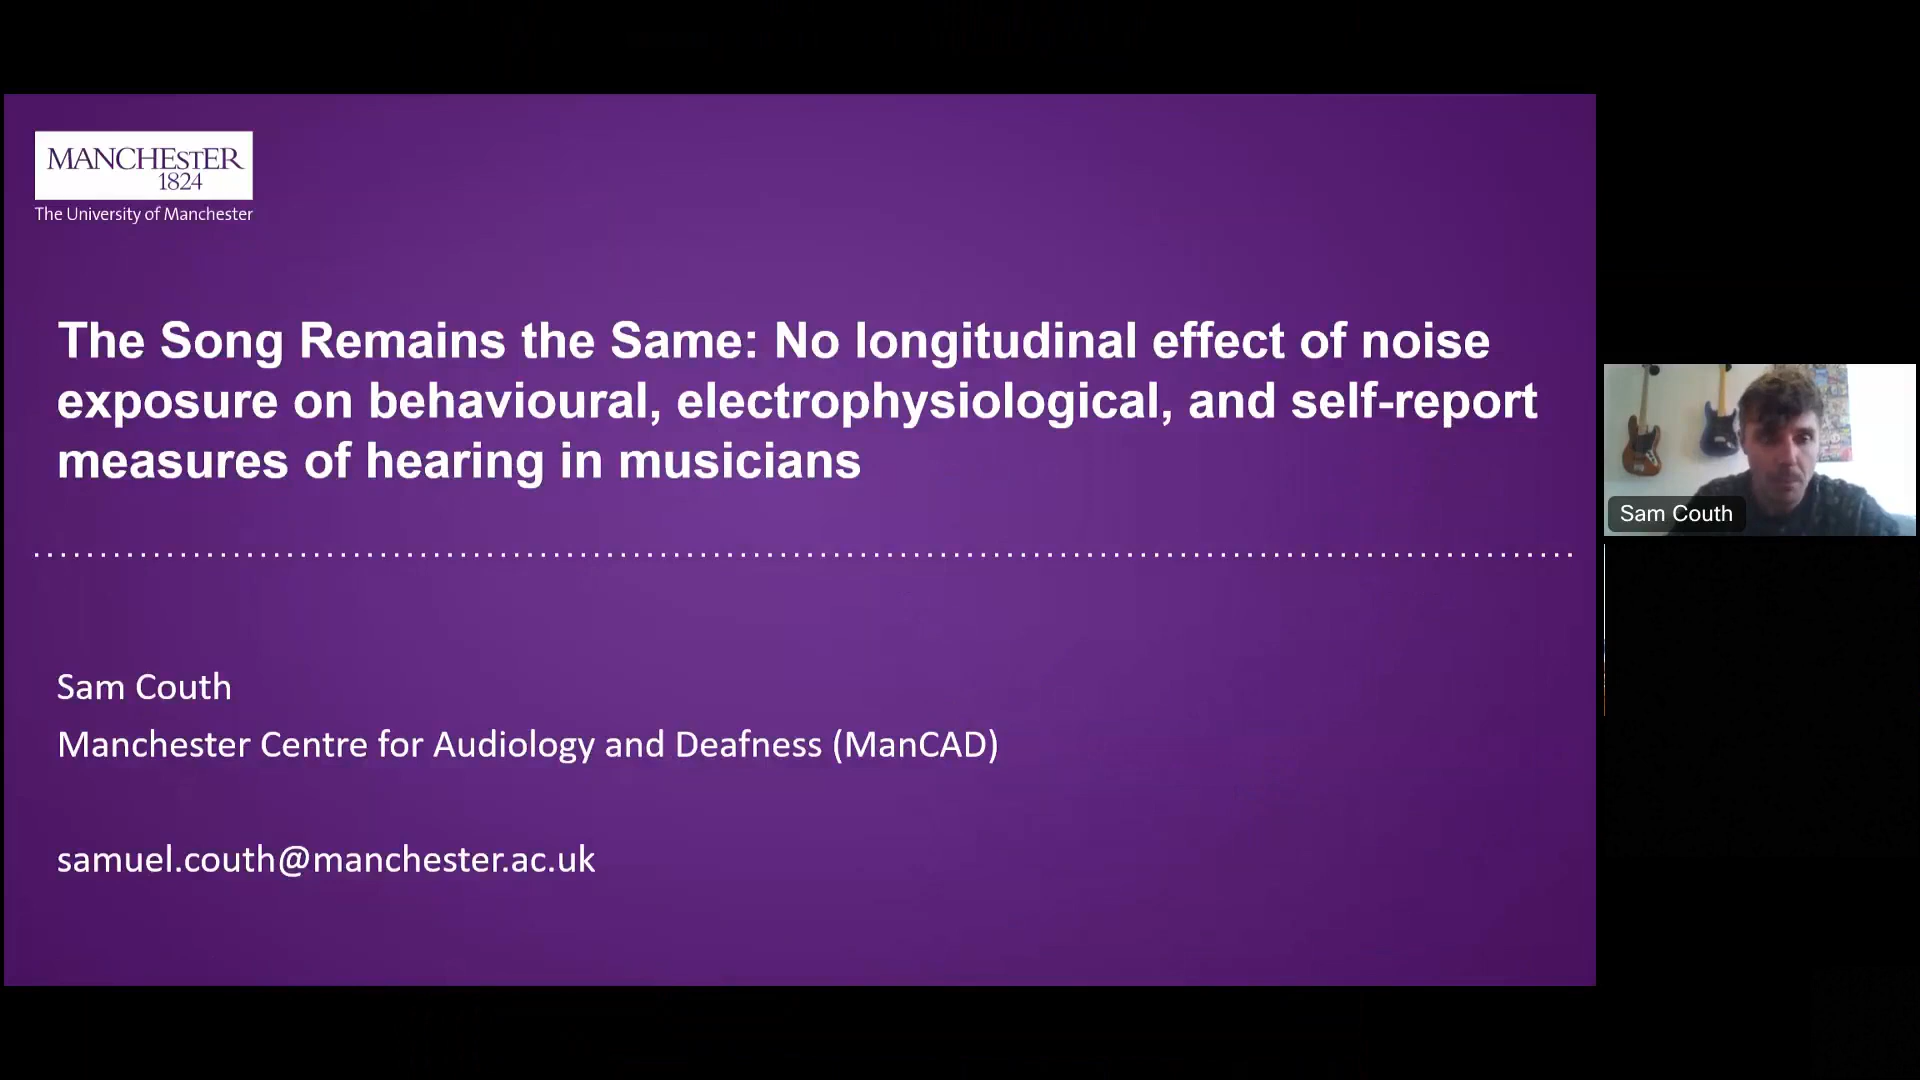 MANCHESTER
1824
The University of Manchester
The Song Remains the Same: No longitudinal effect of noise
exposure on behavioural, electrophysiological, and self-report
measures of hearing in musicians
Sam Couth
Manchester Centre for Audiology and Deafness (ManCAD)
samuel.couth@manchester.ac.uk
Sam Couth